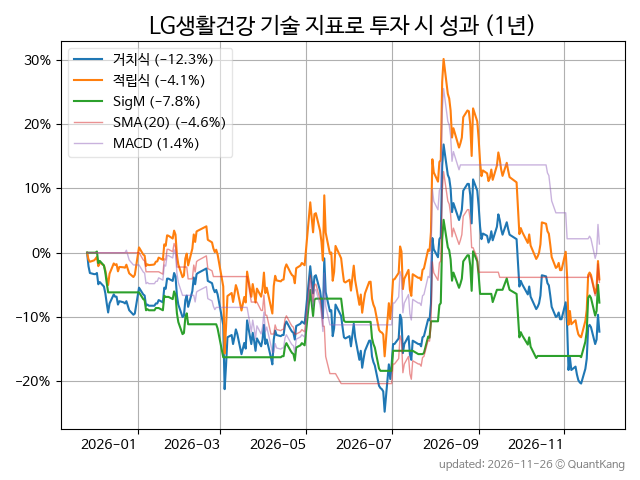 LG생활건강 기술 지표로 투자 시 성과 (1년)
거치식 (−12.3%)
적립식 (−4.1%)
SigM (−7.8%)
SMA(20) (−4.6%)
MACD (1.4%)
30%
20%
10%
0%
−10%
−20%
2026-01
2026-03
2026-05
2026-07
2026-09
2026-11
updated: 2026-11-26 ⓒ QuantKang